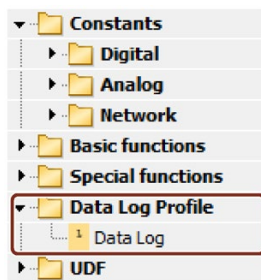 Constants
Digital
Analog
Network
Basic functions
Special functions
Data Log Profile
1 Data Log
UDF